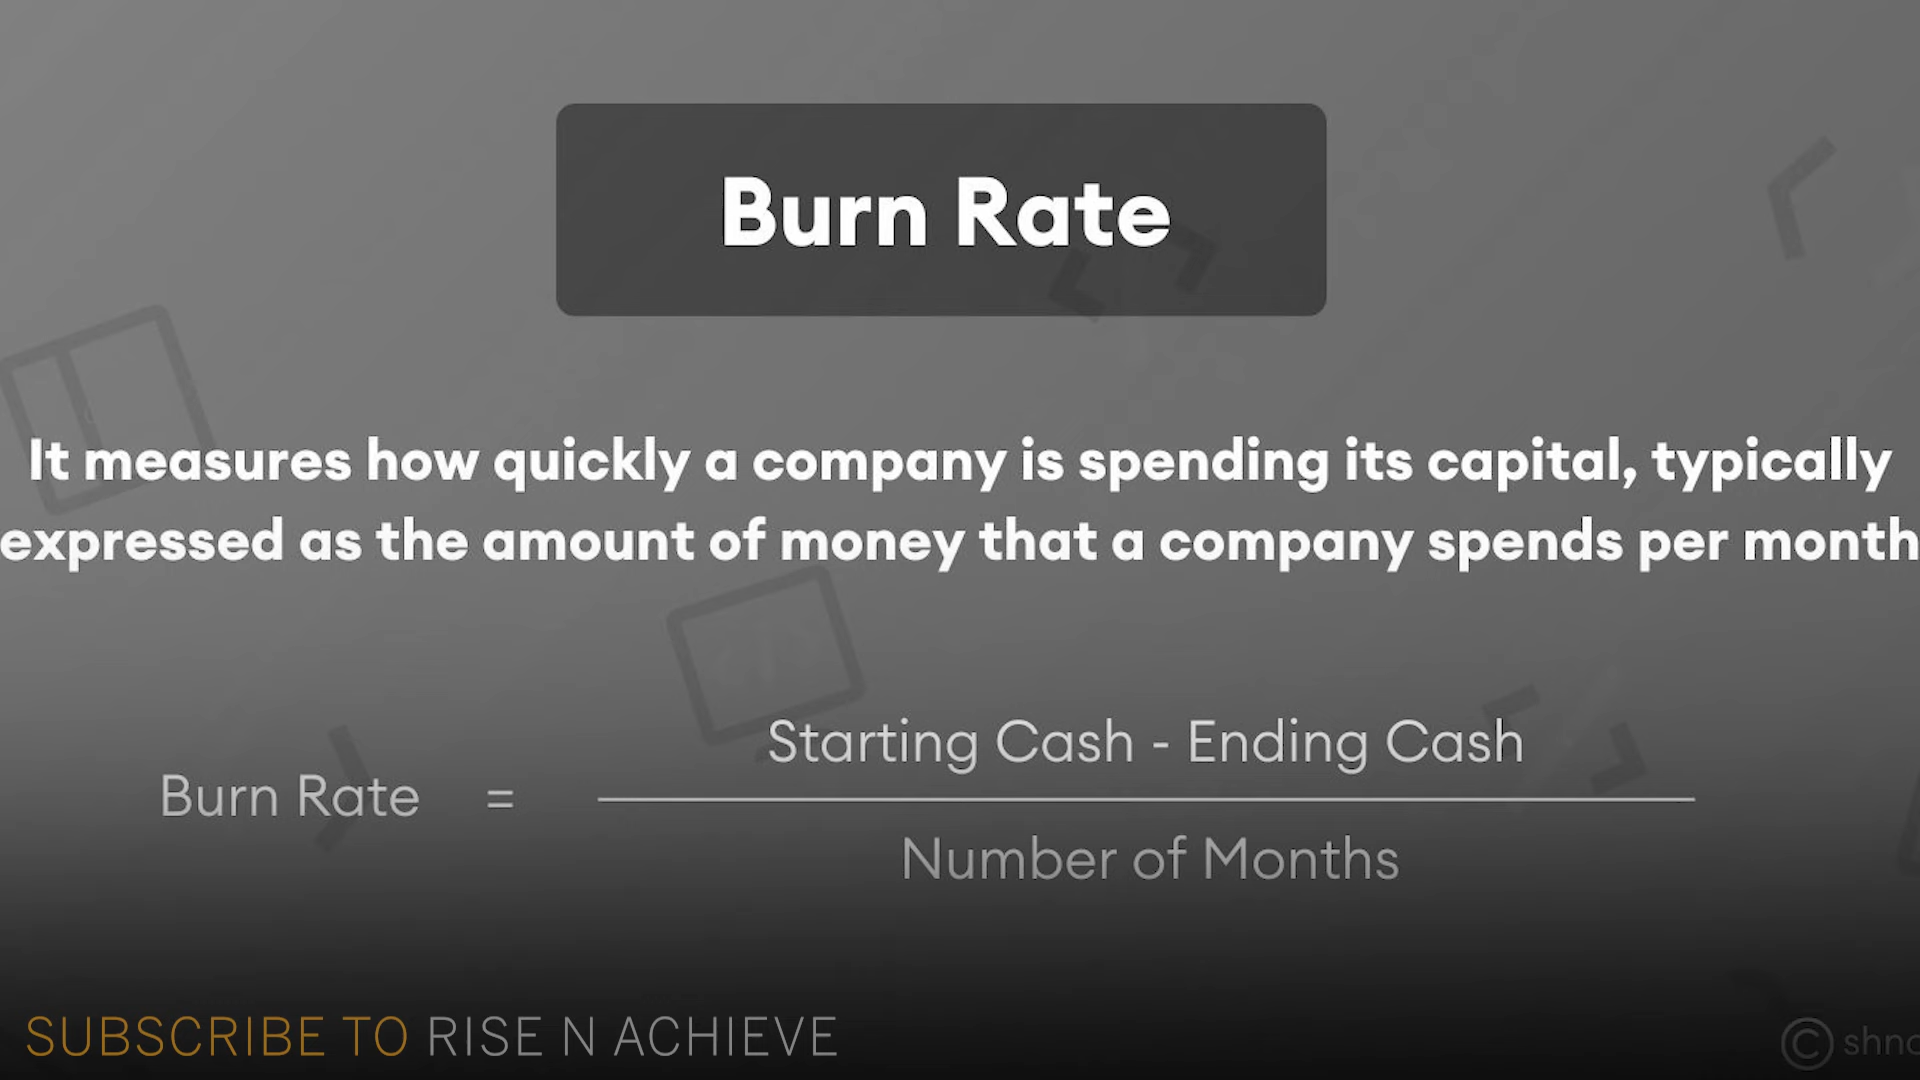 Burn Rate
It measures how quickly a company is spending its capital, typically
expressed as the amount of money that a company spends per month
Starting Cash - Ending Cash
Burn Rate =
Number of Months
SUBSCRIBE TO RISE N ACHIEVE